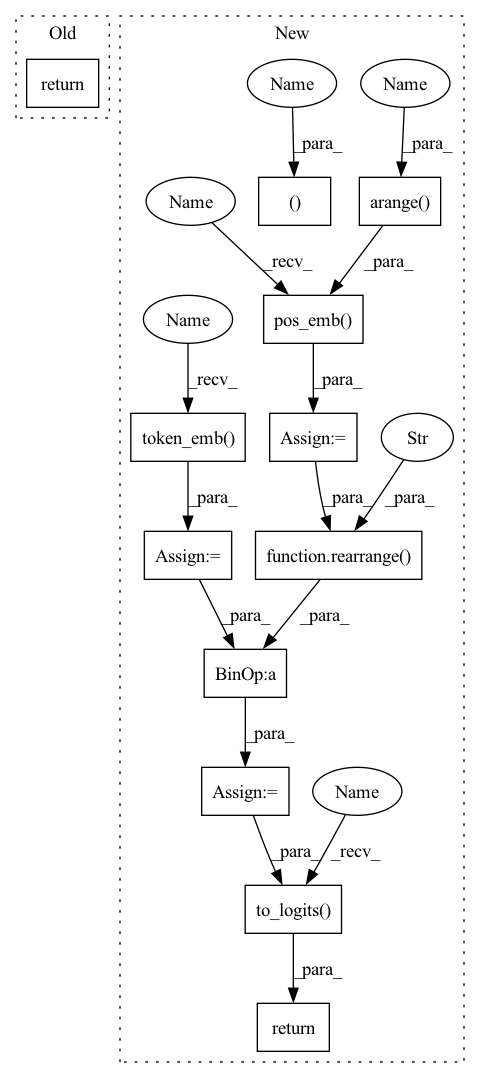 Old
New
return
Name
Name
_para_
_para_
Name
()
arange()
_recv_
_para_
Name
pos_emb()
_recv_
_para_
token_emb()
Assign:=
Str
_para_
_para_
_para_
Assign:=
function.rearrange()
_para_
_para_
BinOp:a
_para_
Assign:=
Name
_para_
_recv_
to_logits()
_para_
return